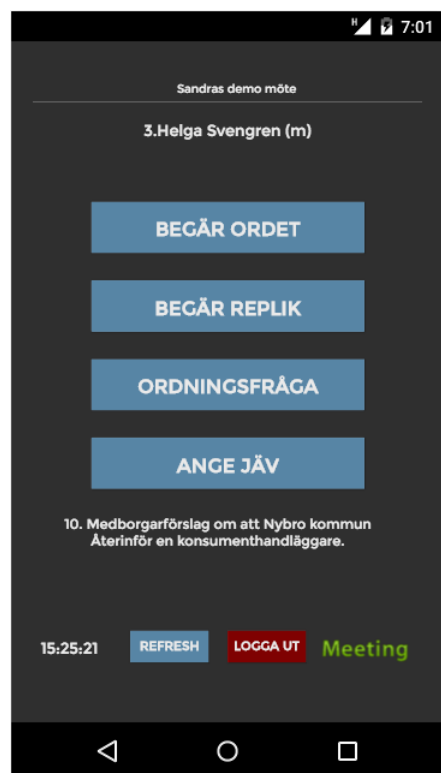 H 7:01
Sandras demo möte
3.Helga Svengren (m)
BEGÄR ORDET
BEGÄR REPLIK
ORDNINGSFRÅGA
ANGE JÄV
10. Medborgarförslag om att Nybro kommun
Återinför en konsumenthandläggare.
15:25:21 REFRESH LOGGA UT Meeting